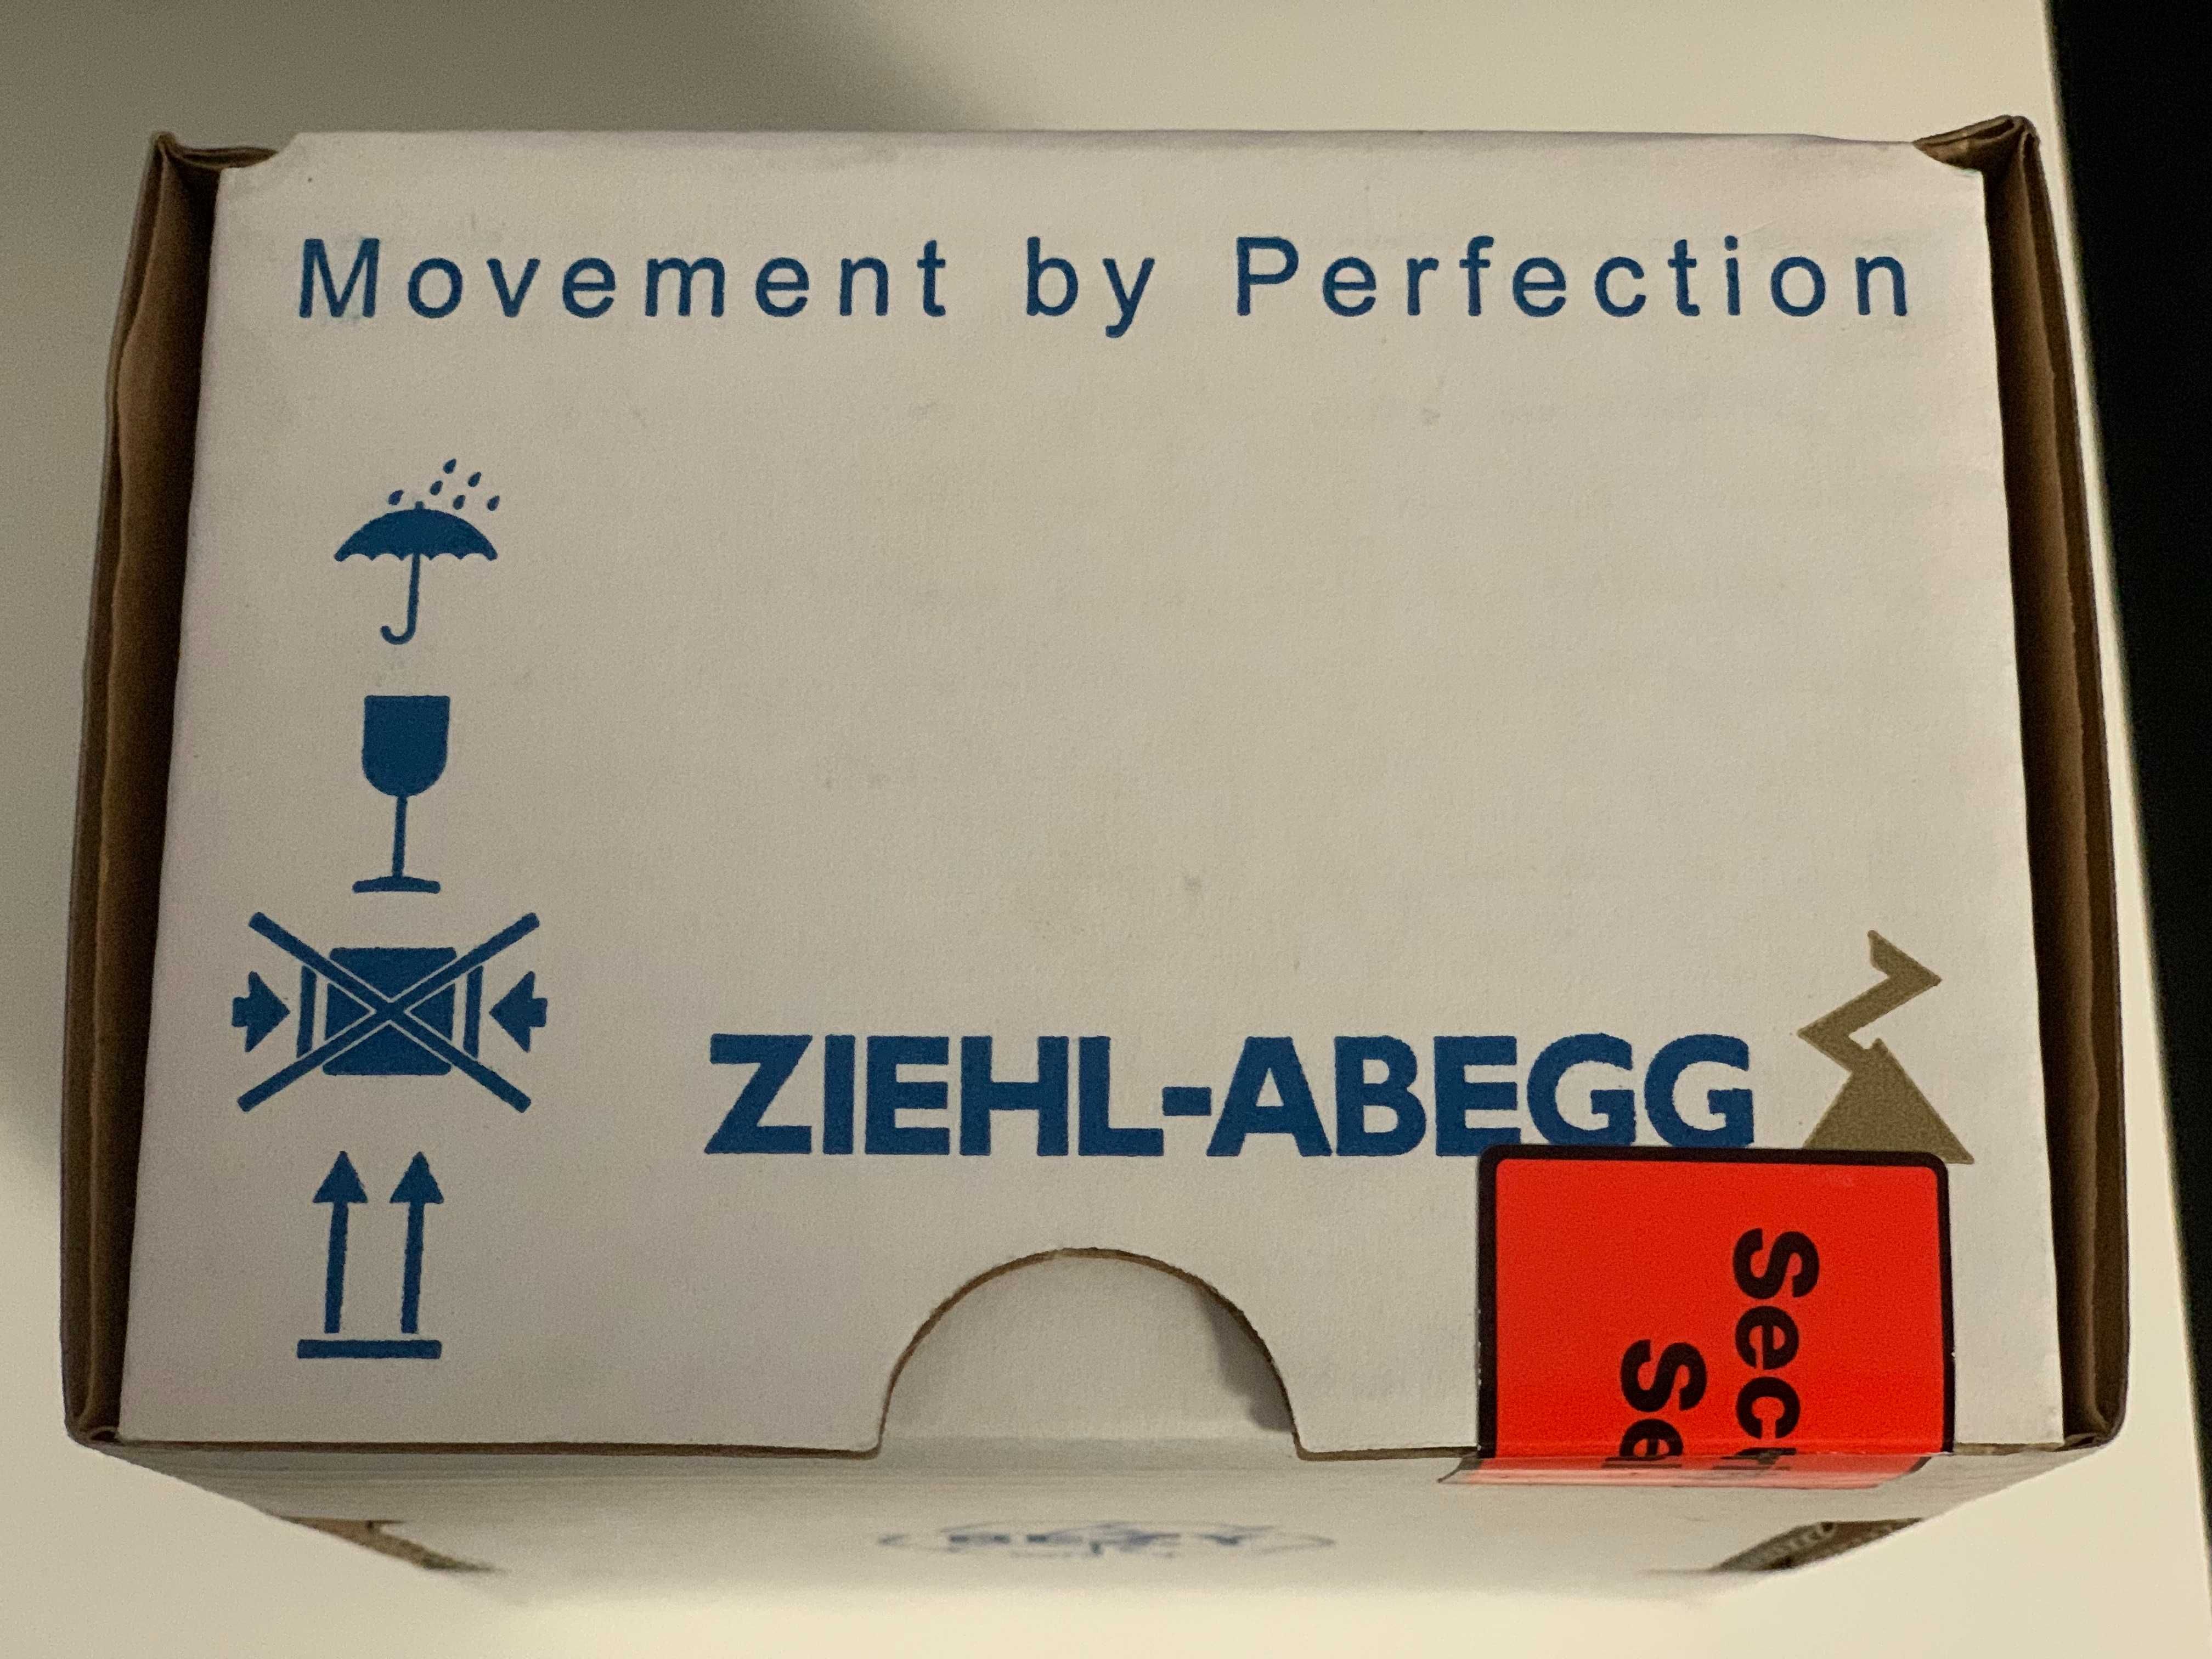 Movement by Perfection
ZIEHL-ABEGG